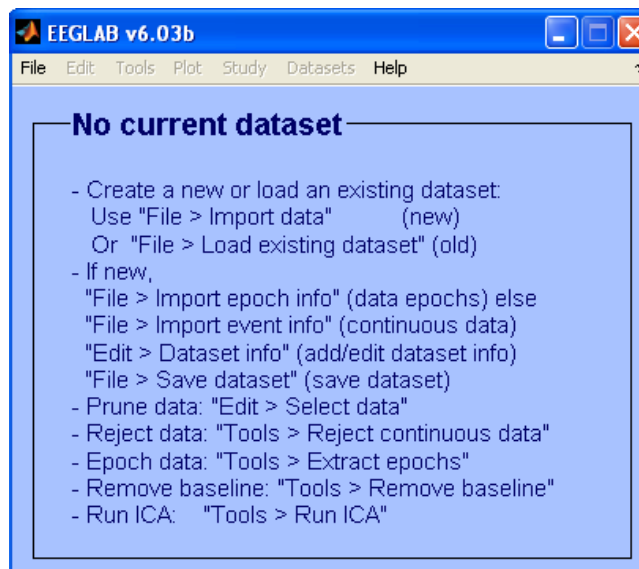 EEGLAB v6.03b
File Edit Tools Plot Study Datasets Help
No current dataset
- Create a new or load an existing dataset:
Use "File > Import data" (new)
Or "File > Load existing dataset" (old)
- If new,
"File > Import epoch info" (data epochs) else
"File > Import event info" (continuous data)
"Edit > Dataset info" (add/edit dataset info)
"File > Save dataset" (save dataset)
- Prune data: "Edit > Select data"
- Reject data: "Tools > Reject continuous data"
- Epoch data: "Tools > Extract epochs"
- Remove baseline: "Tools > Remove baseline"
- Run ICA: "Tools > Run ICA"